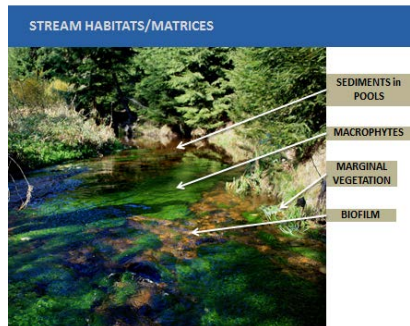 STREAM HABITATS/MATRICES
SEDIMENTS in
POOLS
MACROPHYTES
MARGINAL
VEGETATION
BIOFILM